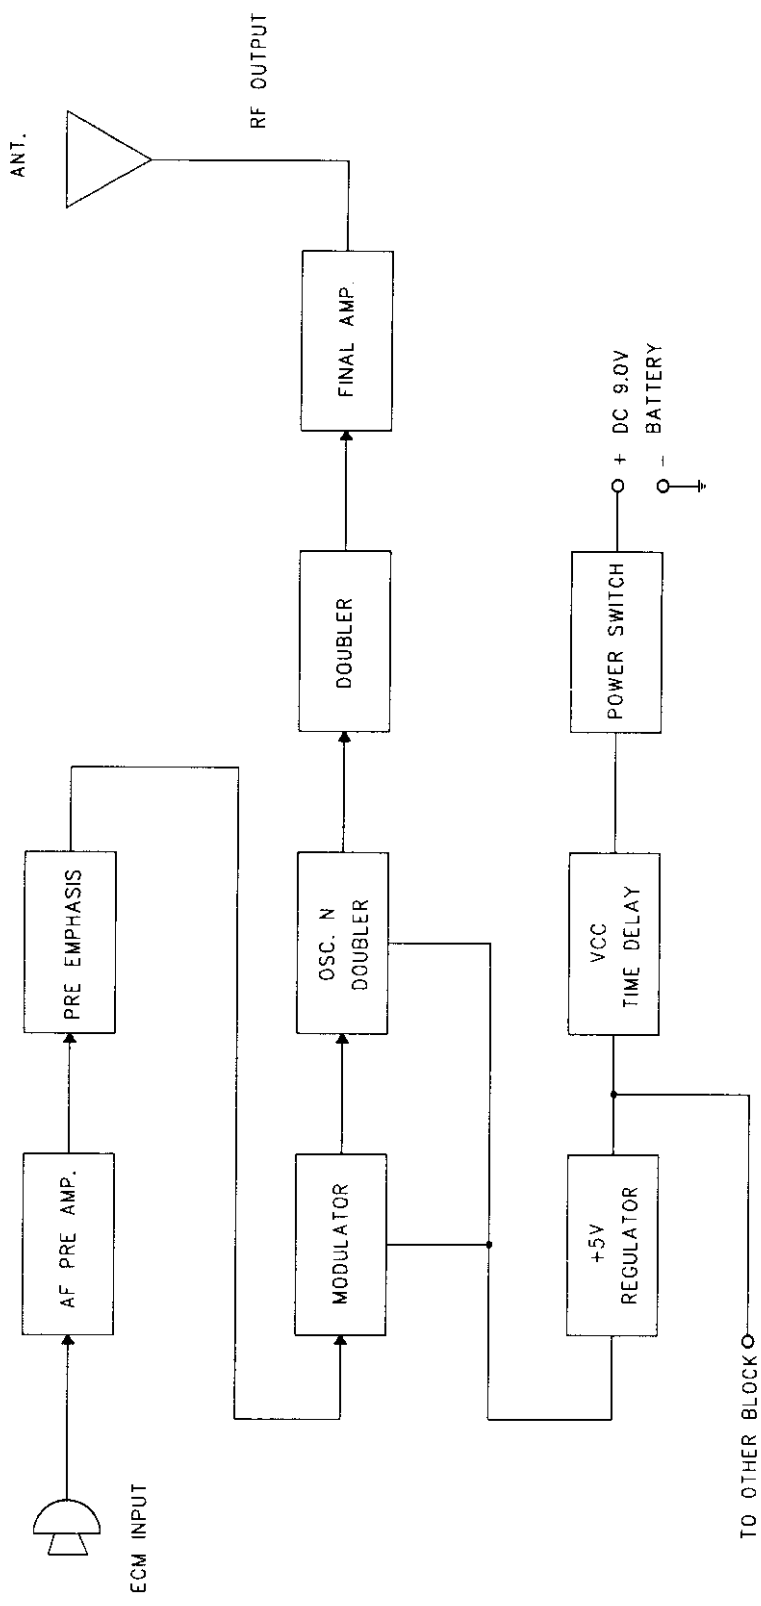 ECM INPUT
AF PRE AMP.
PRE EMPHASIS
ANT.
RF OUTPUT
MODULATOR
OSC. N
DOUBLER
DOUBLER
FINAL AMP.
+5V
REGULATOR
VCC
TIME DELAY
POWER SWITCH
+ DC 9.0V
- BATTERY
TO OTHER BLOCK